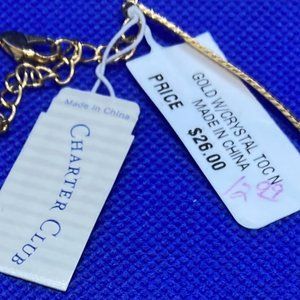 Made in China
CHARTER CLUB
GOLD W/CRYSTAL TOC N
MADE IN CHINA
PRICE $26.00